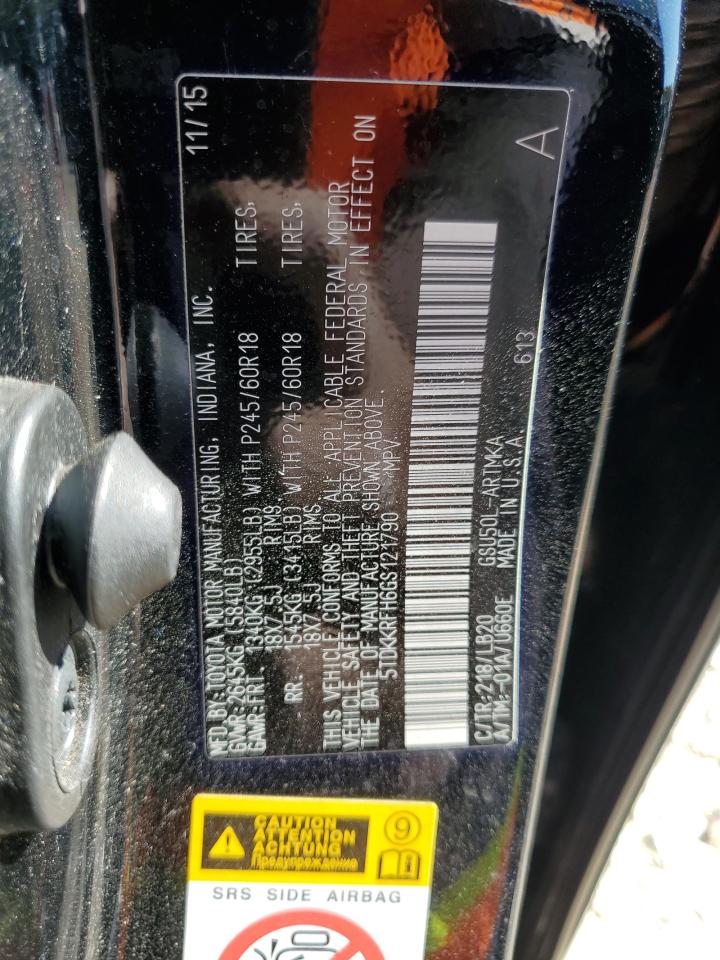 MFD. BY: TOYOTA MOTOR MANUFACTURING, INDIANA, INC. 11/15
GVWR 2645KG (5840LB)
GAWR: FRT. 1340KG (2955LB) WITH P245/60R18 TIRES,
18X7.5J RIMS
RR. 1545KG (3415LB) WITH P245/60R18 TIRES,
18X7.5J RIMS
THIS VEHICLE CONFORMS TO ALL APPLICABLE FEDERAL MOTOR
VEHICLE SAFETY AND THEFT PREVENTION STANDARDS IN EFFECT ON
THE DATE OF MANUFACTURE SHOWN ABOVE.
5TDKKRFH6GS121790 MPV
C/TR: 218/LB20 GSU50L-ARTMKA
A/TM: -01A/U660E MADE IN U.S.A. 613 A
CAUTION
ATTENTION
ACHTUNG
Предупреждение
9
SRS SIDE AIRBAG